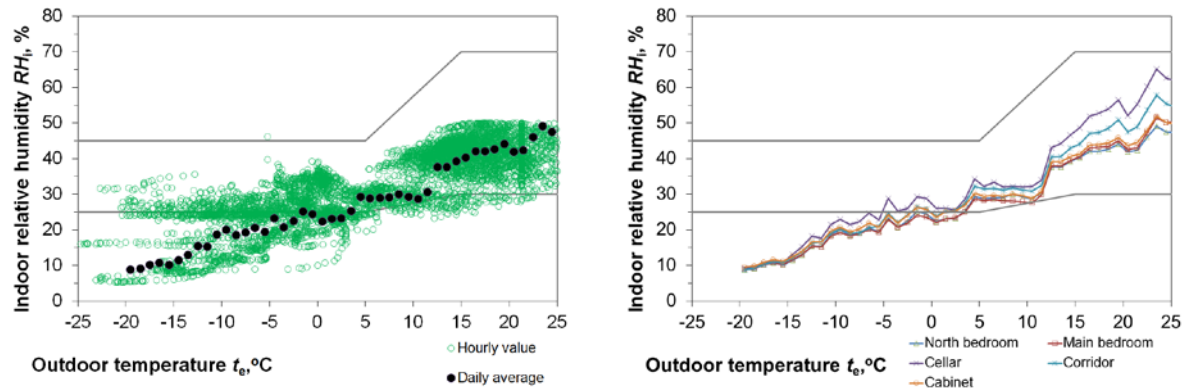 Indoor relative humidity RHi, %
80
70
60
50
40
30
20
10
0
-25 -20 -15 -10 -5 0 5 10 15 20 25
Outdoor temperature te,ºC
Hourly value
Daily average
Indoor relative humidity RHi, %
80
70
60
50
40
30
20
10
0
-25 -20 -15 -10 -5 0 5 10 15 20 25
Outdoor temperature te,ºC
North bedroom Main bedroom
Cellar Corridor
Cabinet